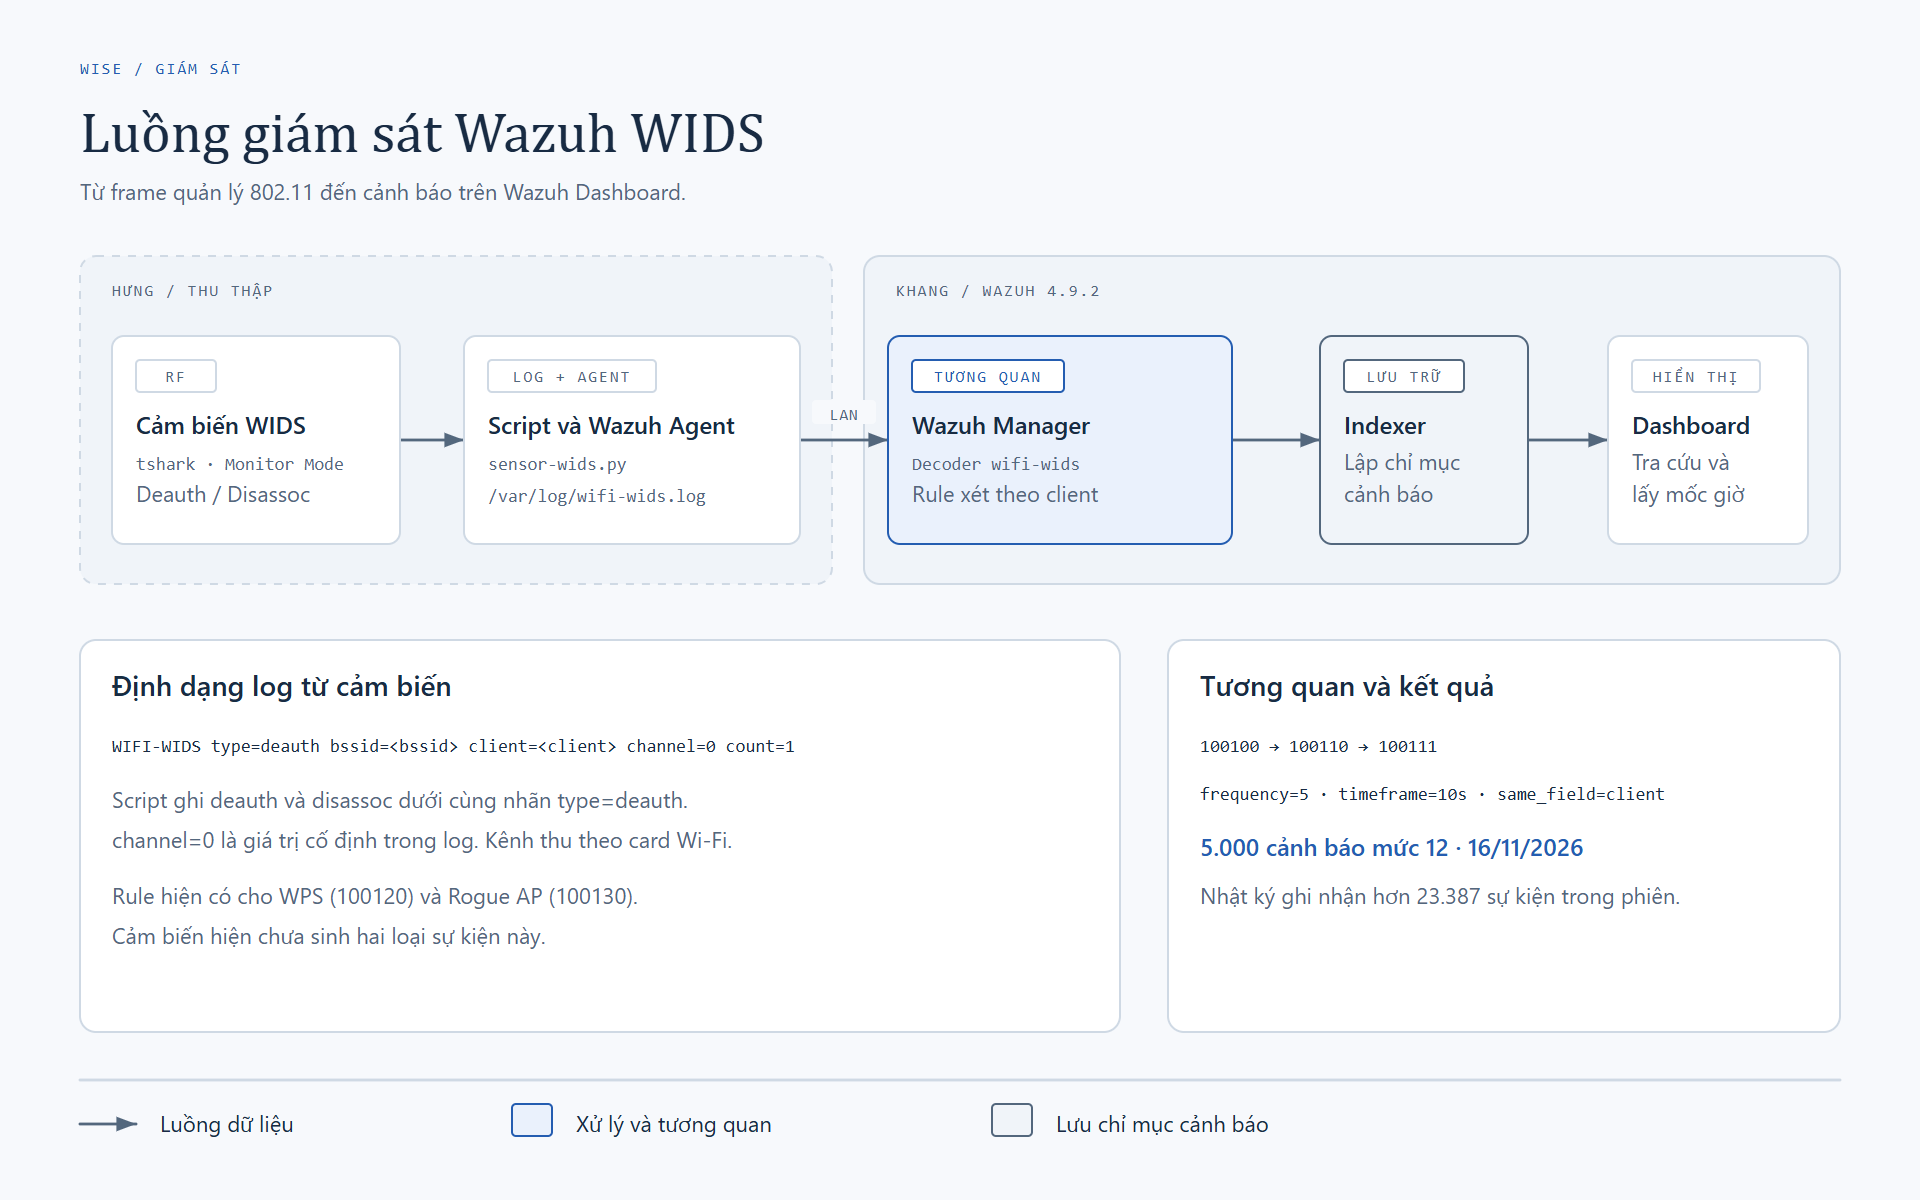 WISE / GIÁM SÁT
Luồng giám sát Wazuh WIDS
Từ frame quản lý 802.11 đến cảnh báo trên Wazuh Dashboard.
HƯNG / THU THẬP
RF
Cảm biến WIDS
tshark · Monitor Mode
Deauth / Disassoc
LOG + AGENT
Script và Wazuh Agent
sensor-wids.py
/var/log/wifi-wids.log
LAN
KHANG / WAZUH 4.9.2
TƯƠNG QUAN
Wazuh Manager
Decoder wifi-wids
Rule xét theo client
LƯU TRỮ
Indexer
Lập chỉ mục
cảnh báo
HIỂN THỊ
Dashboard
Tra cứu và
lấy mốc giờ
Định dạng log từ cảm biến
WIFI-WIDS type=deauth bssid=<bssid> client=<client> channel=0 count=1
Script ghi deauth và disassoc dưới cùng nhãn type=deauth.
channel=0 là giá trị cố định trong log. Kênh thu theo card Wi-Fi.
Rule hiện có cho WPS (100120) và Rogue AP (100130).
Cảm biến hiện chưa sinh hai loại sự kiện này.
Tương quan và kết quả
100100 → 100110 → 100111
frequency=5 · timeframe=10s · same_field=client
5.000 cảnh báo mức 12 · 16/11/2026
Nhật ký ghi nhận hơn 23.387 sự kiện trong phiên.
Luồng dữ liệu
Xử lý và tương quan
Lưu chỉ mục cảnh báo